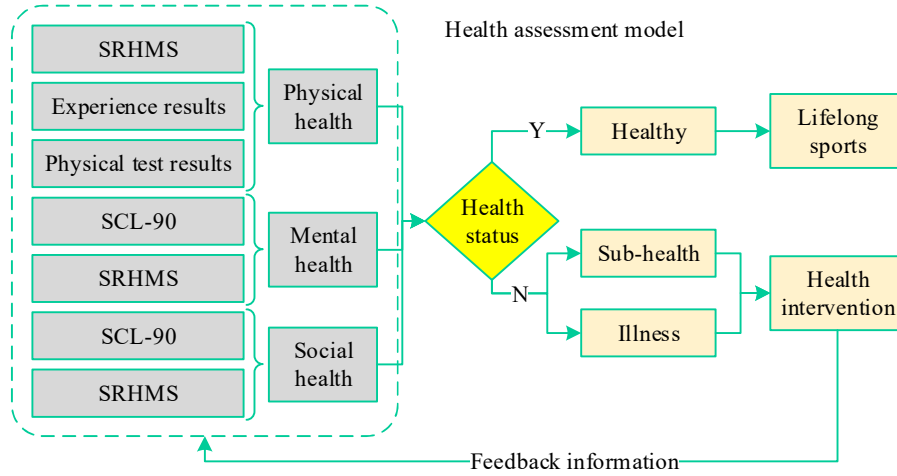 Health assessment model
SRHMS
Experience results
Physical test results
SCL-90
SRHMS
SCL-90
SRHMS
Physical
health
Mental
health
Social
health
Health
status
Y
N
Healthy
Lifelong
sports
Sub-health
Illness
Health
intervention
Feedback information